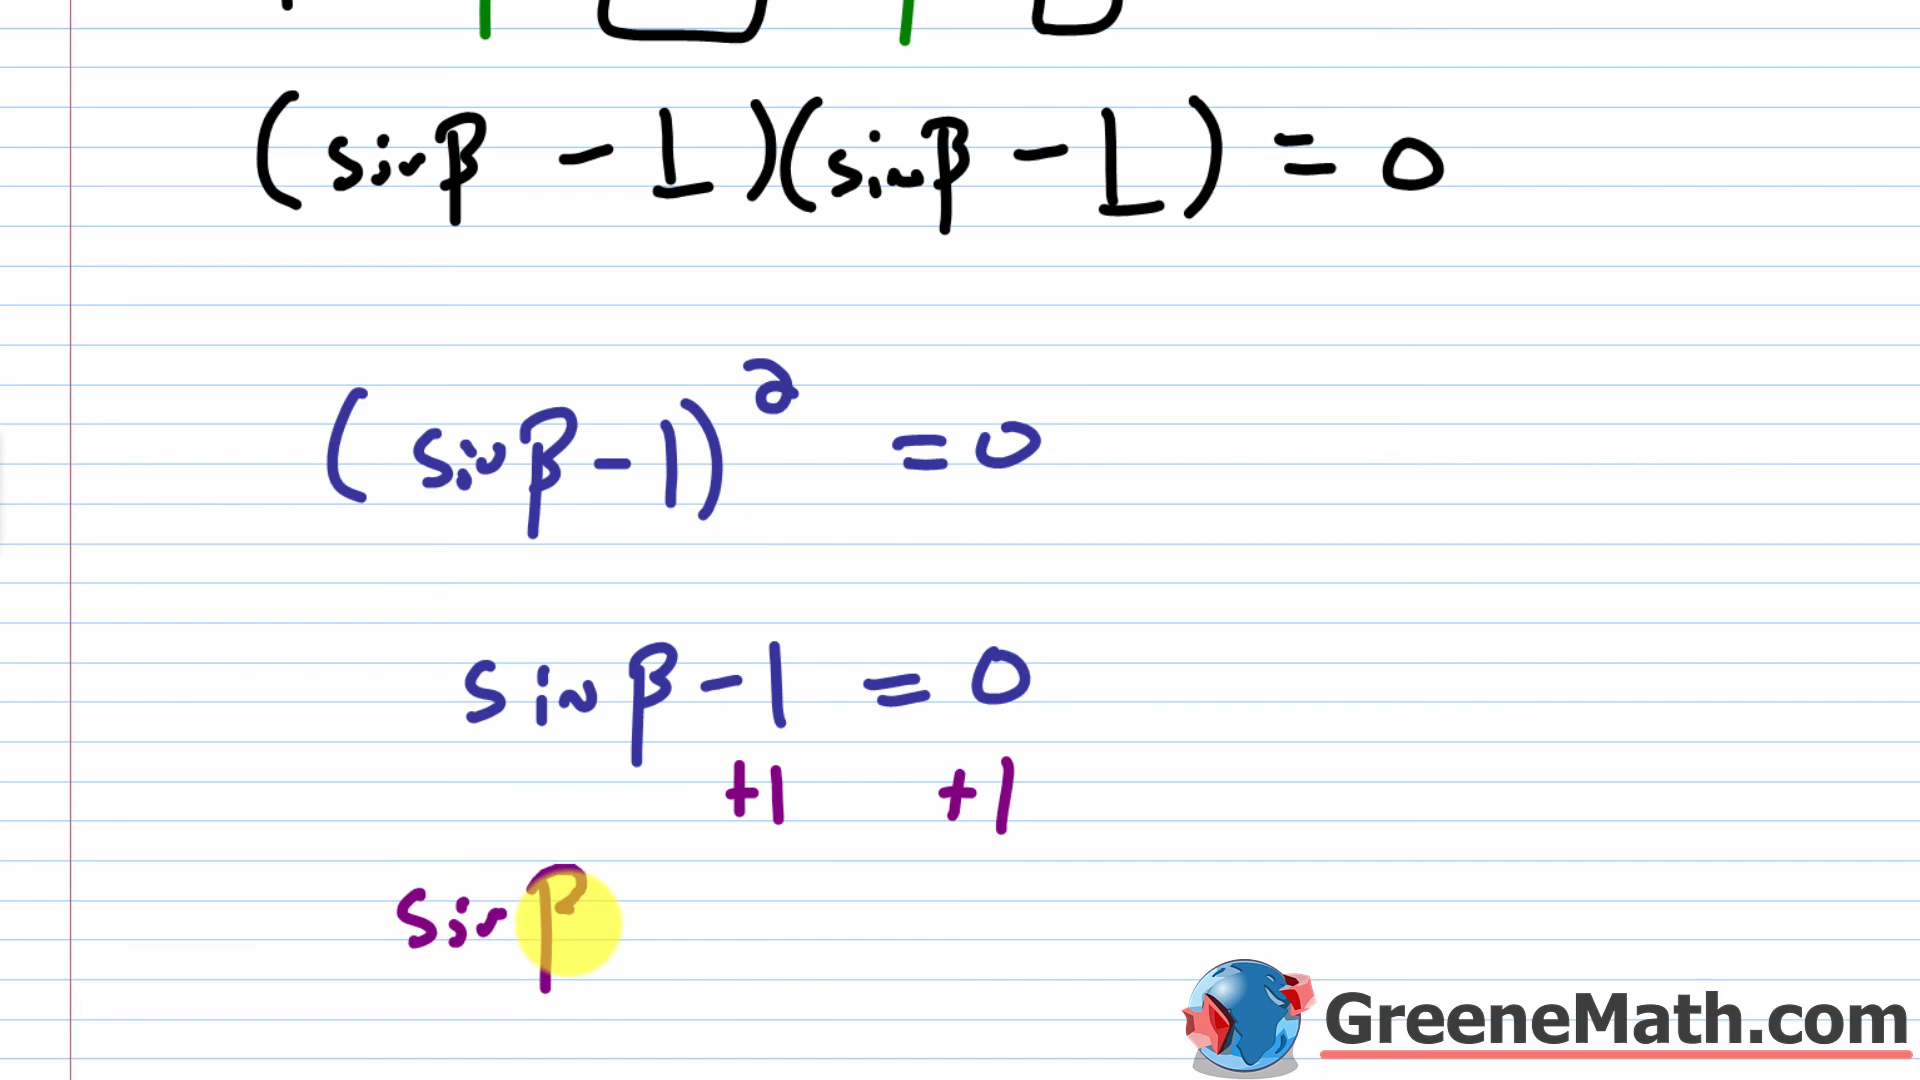 (sinβ - 1)(sinβ - 1) = 0
(sinβ - 1)² = 0
sinβ - 1 = 0
+1 +1
sinβ
GreeneMath.com